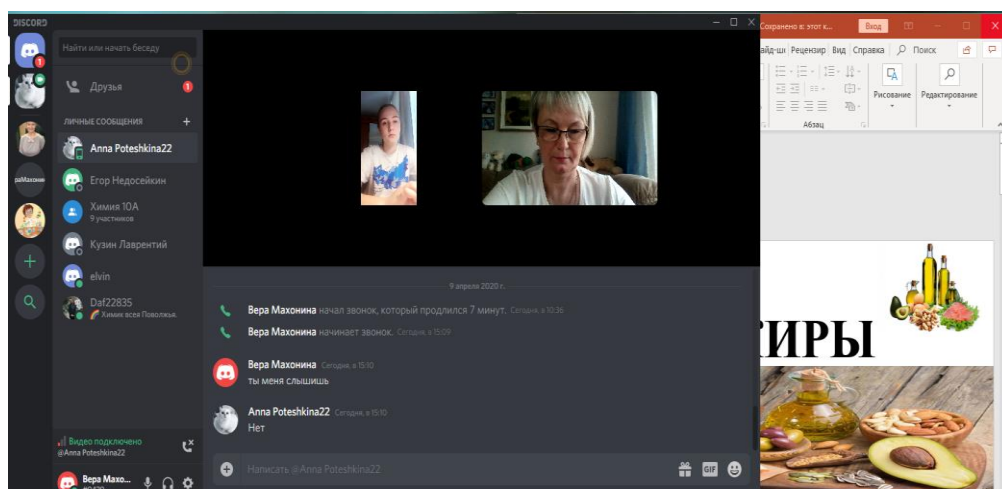 DISCORD
Найти или начать беседу
1
Друзья
1
ЛИЧНЫЕ СООБЩЕНИЯ
Anna Poteshkina22
Егор Недосейкин
Химия 10А
9 участников
Кузин Лаврентий
elvin
Daf22835
Химик всея Поволжья.
Видео подключено
@Anna Poteshkina22
Вера Махо...
9 апреля 2020 г.
Вера Махонина начал звонок, который продлился 7 минут. Сегодня, в 10:36
Вера Махонина начинает звонок. Сегодня, в 15:09
Вера Махонина Сегодня, в 15:10
ты меня слышишь
Anna Poteshkina22 Сегодня, в 15:10
Нет
Написать @Anna Poteshkina22
GIF
Сохранено в: этот к...
Вход
айд-шк Рецензир Вид Справка Поиск
Рисование
Редактирование
Абзац
ИРЫ